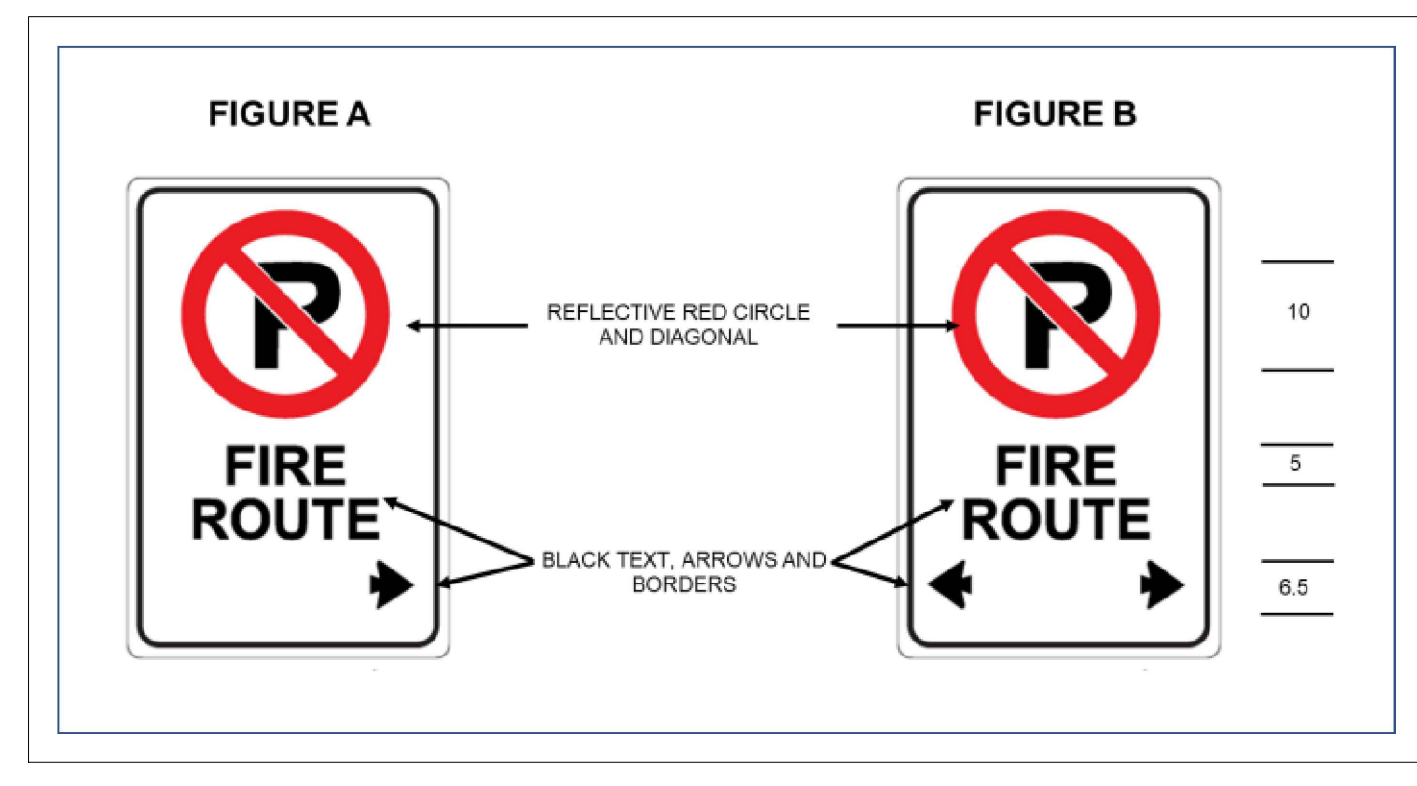 FIGURE A
FIGURE B
P
FIRE
ROUTE
REFLECTIVE RED CIRCLE
AND DIAGONAL
BLACK TEXT, ARROWS AND
BORDERS
P
FIRE
ROUTE
10
5
6.5